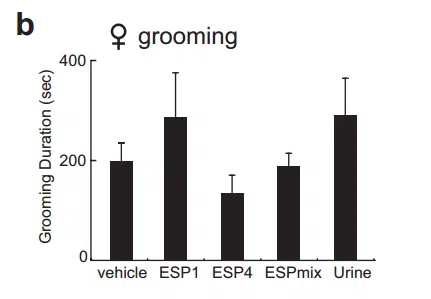 b
♀ grooming
Grooming Duration (sec)
400
200
0
vehicle ESP1 ESP4 ESPmix Urine